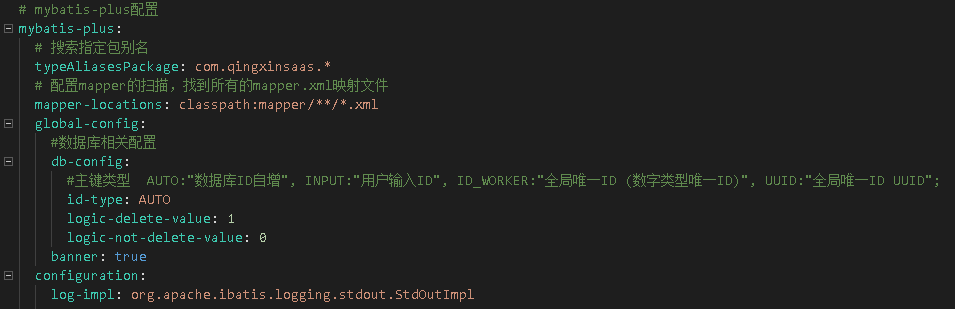 # mybatis-plus配置
mybatis-plus:
# 搜索指定包别名
typeAliasesPackage: com.qingxinsaas.*
# 配置mapper的扫描，找到所有的mapper.xml映射文件
mapper-locations: classpath:mapper/**/*.xml
global-config:
#数据库相关配置
db-config:
#主键类型  AUTO:"数据库ID自增", INPUT:"用户输入ID", ID_WORKER:"全局唯一ID (数字类型唯一ID)", UUID:"全局唯一ID UUID";
id-type: AUTO
logic-delete-value: 1
logic-not-delete-value: 0
banner: true
configuration:
log-impl: org.apache.ibatis.logging.stdout.StdOutImpl